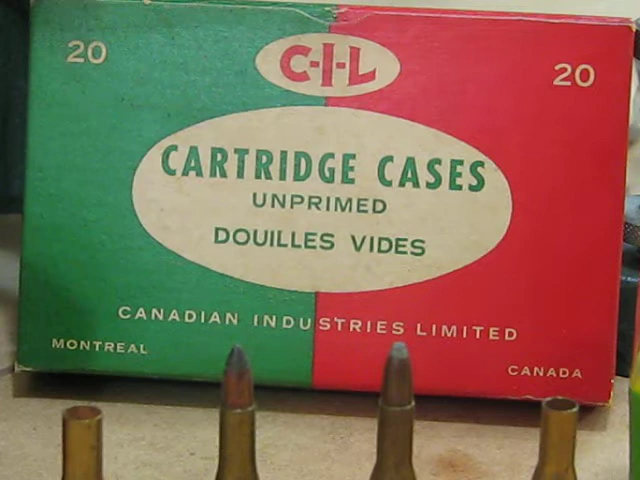 20
C-I-L
20
CARTRIDGE CASES
UNPRIMED
DOUILLES VIDES
CANADIAN INDUSTRIES LIMITED
MONTREAL
CANADA